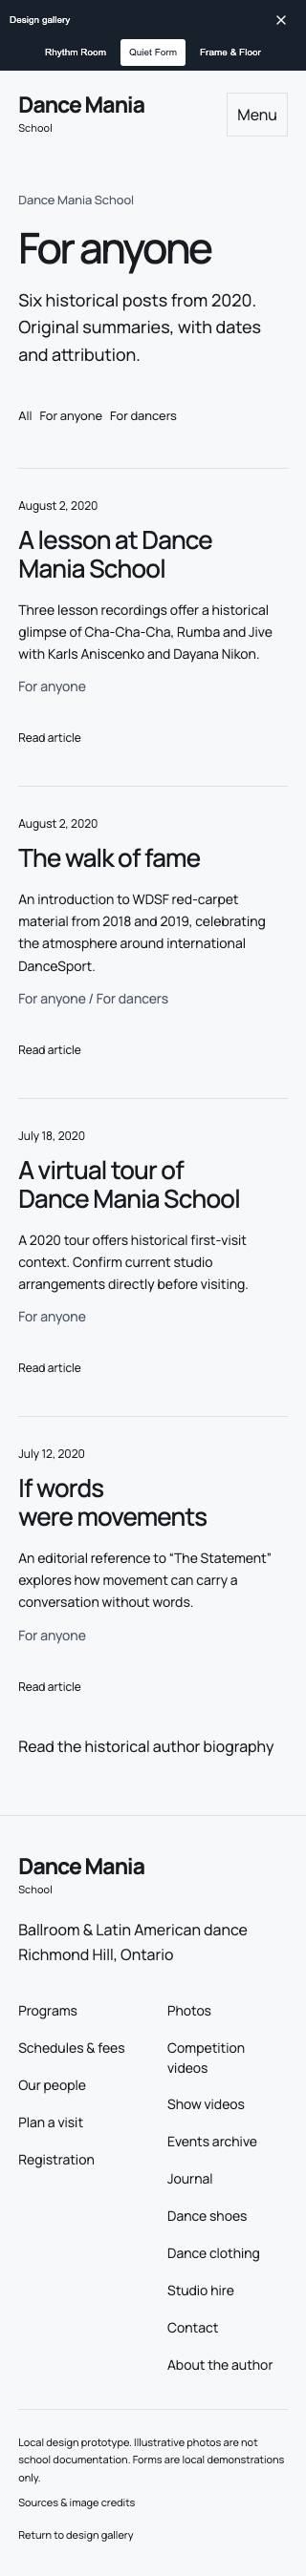 Design gallery
Rhythm Room Quiet Form Frame & Floor
Dance Mania
School
Menu
Dance Mania School
For anyone
Six historical posts from 2020.
Original summaries, with dates
and attribution.
All For anyone For dancers
August 2, 2020
A lesson at Dance
Mania School
Three lesson recordings offer a historical
glimpse of Cha-Cha-Cha, Rumba and Jive
with Karls Aniscenko and Dayana Nikon.
For anyone
Read article
August 2, 2020
The walk of fame
An introduction to WDSF red-carpet
material from 2018 and 2019, celebrating
the atmosphere around international
DanceSport.
For anyone / For dancers
Read article
July 18, 2020
A virtual tour of
Dance Mania School
A 2020 tour offers historical first-visit
context. Confirm current studio
arrangements directly before visiting.
For anyone
Read article
July 12, 2020
If words
were movements
An editorial reference to “The Statement”
explores how movement can carry a
conversation without words.
For anyone
Read article
Read the historical author biography
Dance Mania
School
Ballroom & Latin American dance
Richmond Hill, Ontario
Programs
Schedules & fees
Our people
Plan a visit
Registration
Photos
Competition
videos
Show videos
Events archive
Journal
Dance shoes
Dance clothing
Studio hire
Contact
About the author
Local design prototype. Illustrative photos are not
school documentation. Forms are local demonstrations
only.
Sources & image credits
Return to design gallery